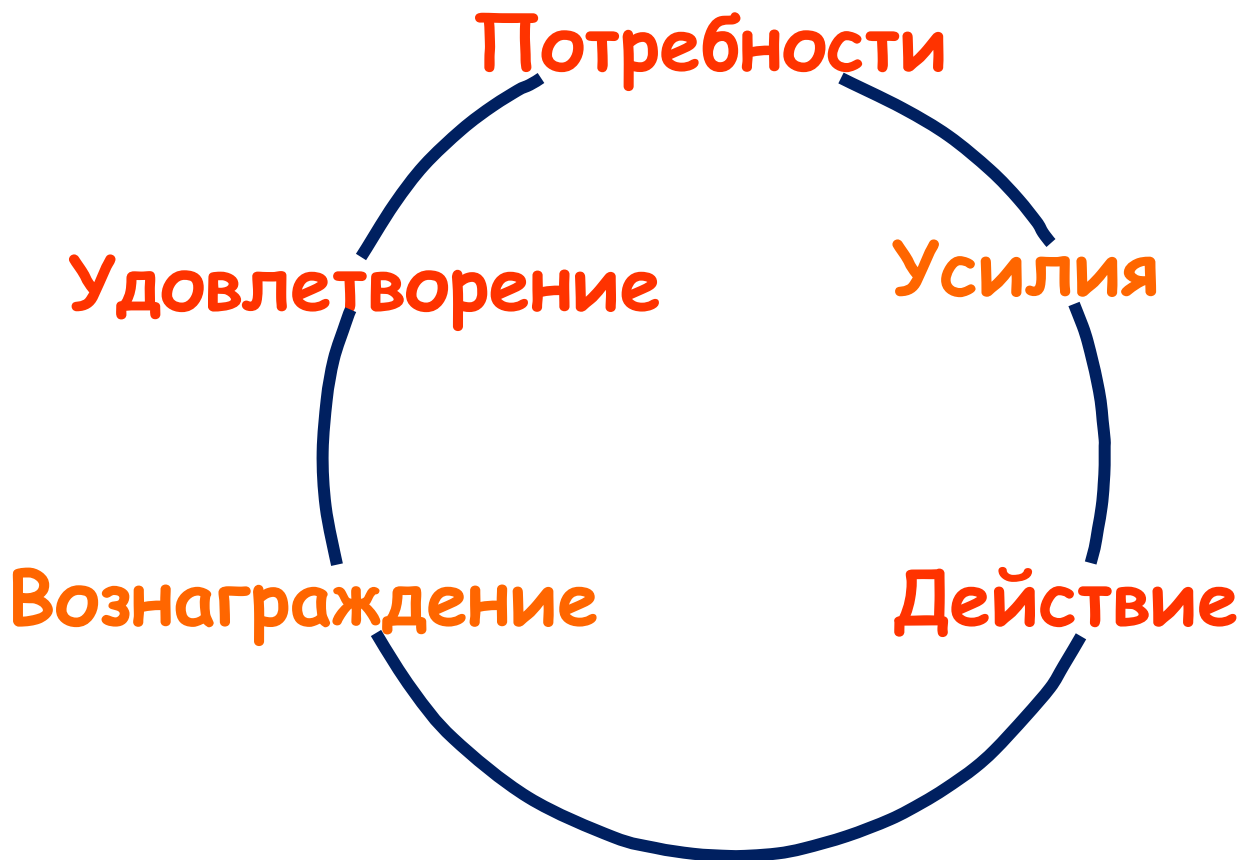 Потребности
Удовлетворение
Усилия
Вознаграждение
Действие